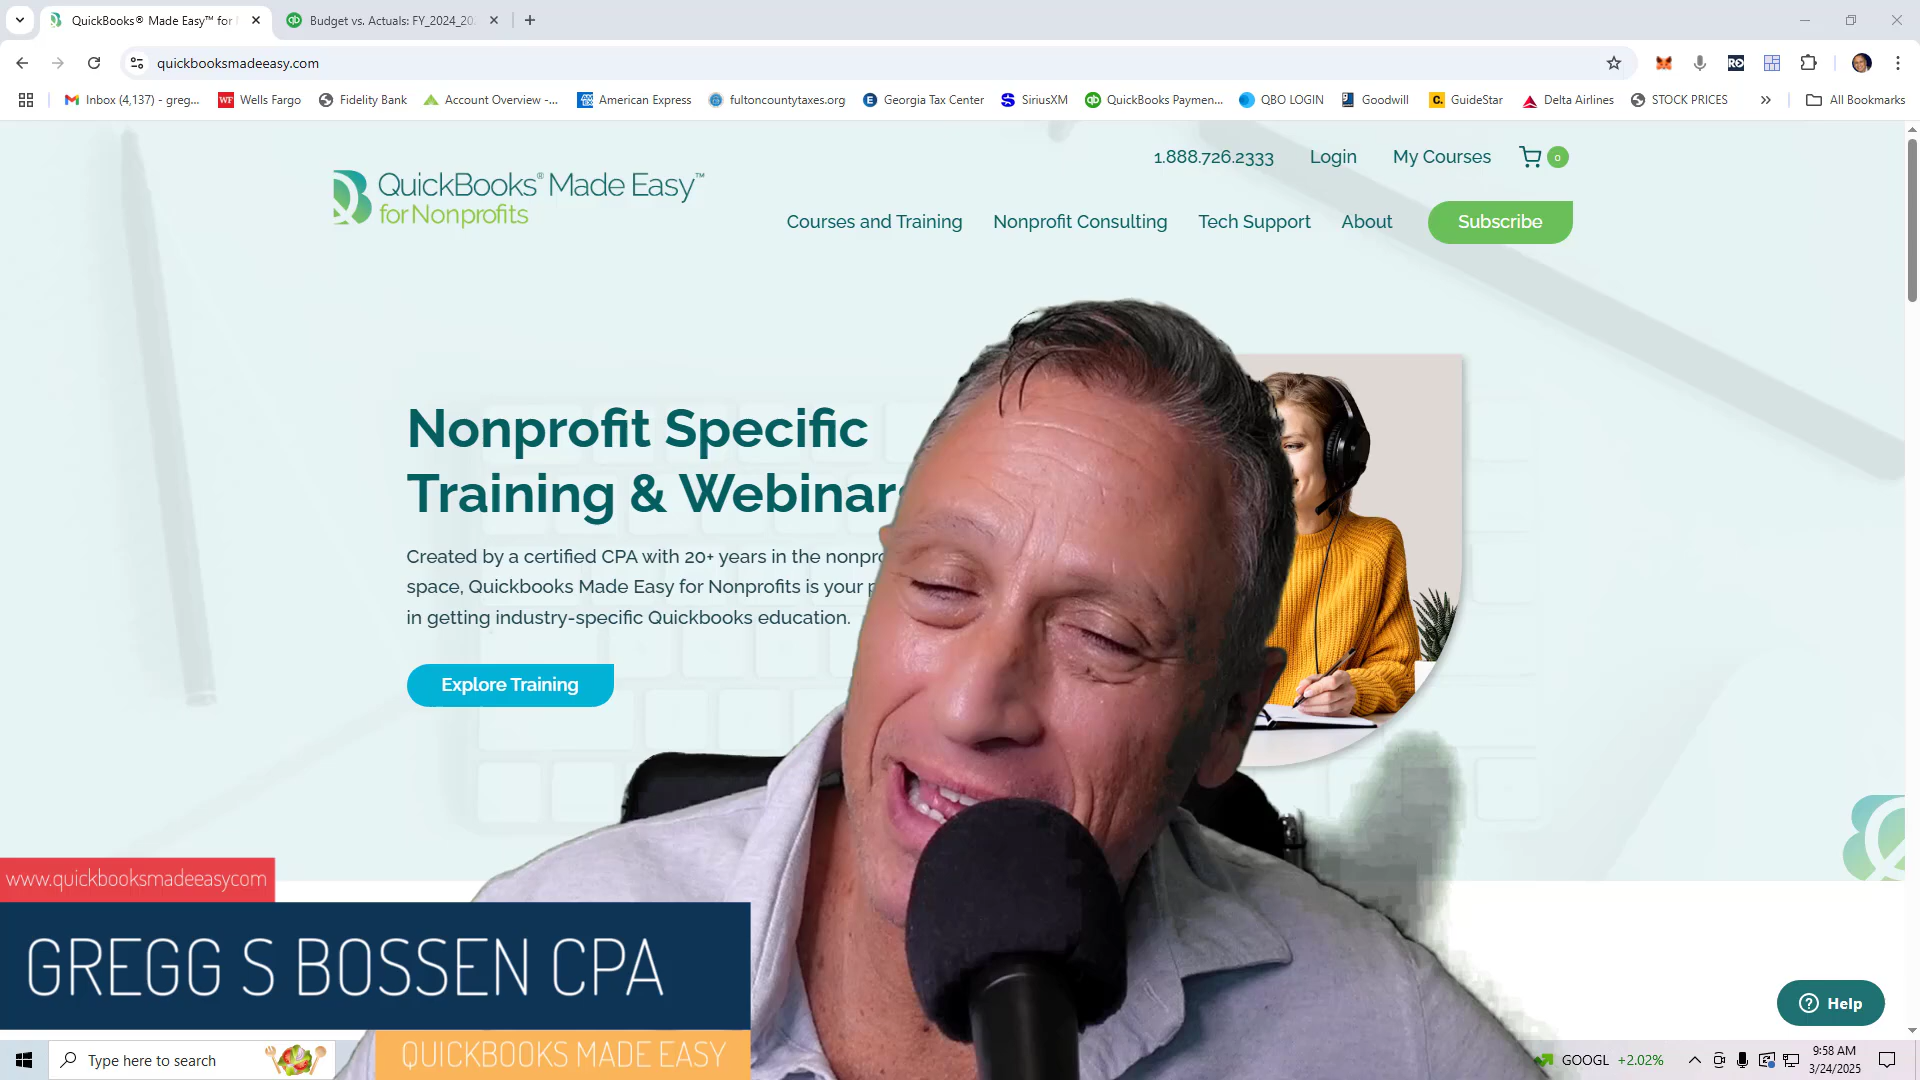 QuickBooks® Made Easy™ for
Budget vs. Actuals: FY_2024_20
quickbooksmadeeasy.com
Inbox (4,137) - greg...
Wells Fargo
Fidelity Bank
Account Overview -...
American Express
fultoncountytaxes.org
Georgia Tax Center
SiriusXM
QuickBooks Paymen...
QBO LOGIN
Goodwill
GuideStar
Delta Airlines
STOCK PRICES
All Bookmarks
1.888.726.2333
Login
My Courses
0
QuickBooks® Made Easy™
for Nonprofits
Courses and Training
Nonprofit Consulting
Tech Support
About
Subscribe
Nonprofit Specific
Training & Webinars
Created by a certified CPA with 20+ years in the
space, Quickbooks Made Easy for Nonprofits is your
in getting industry-specific Quickbooks education.
Explore Training
www.quickbooksmadeeasycom
GREGG S BOSSEN CPA
QUICKBOOKS MADE EASY
Help
Type here to search
GOOGL +2.02%
9:58 AM
3/24/2025